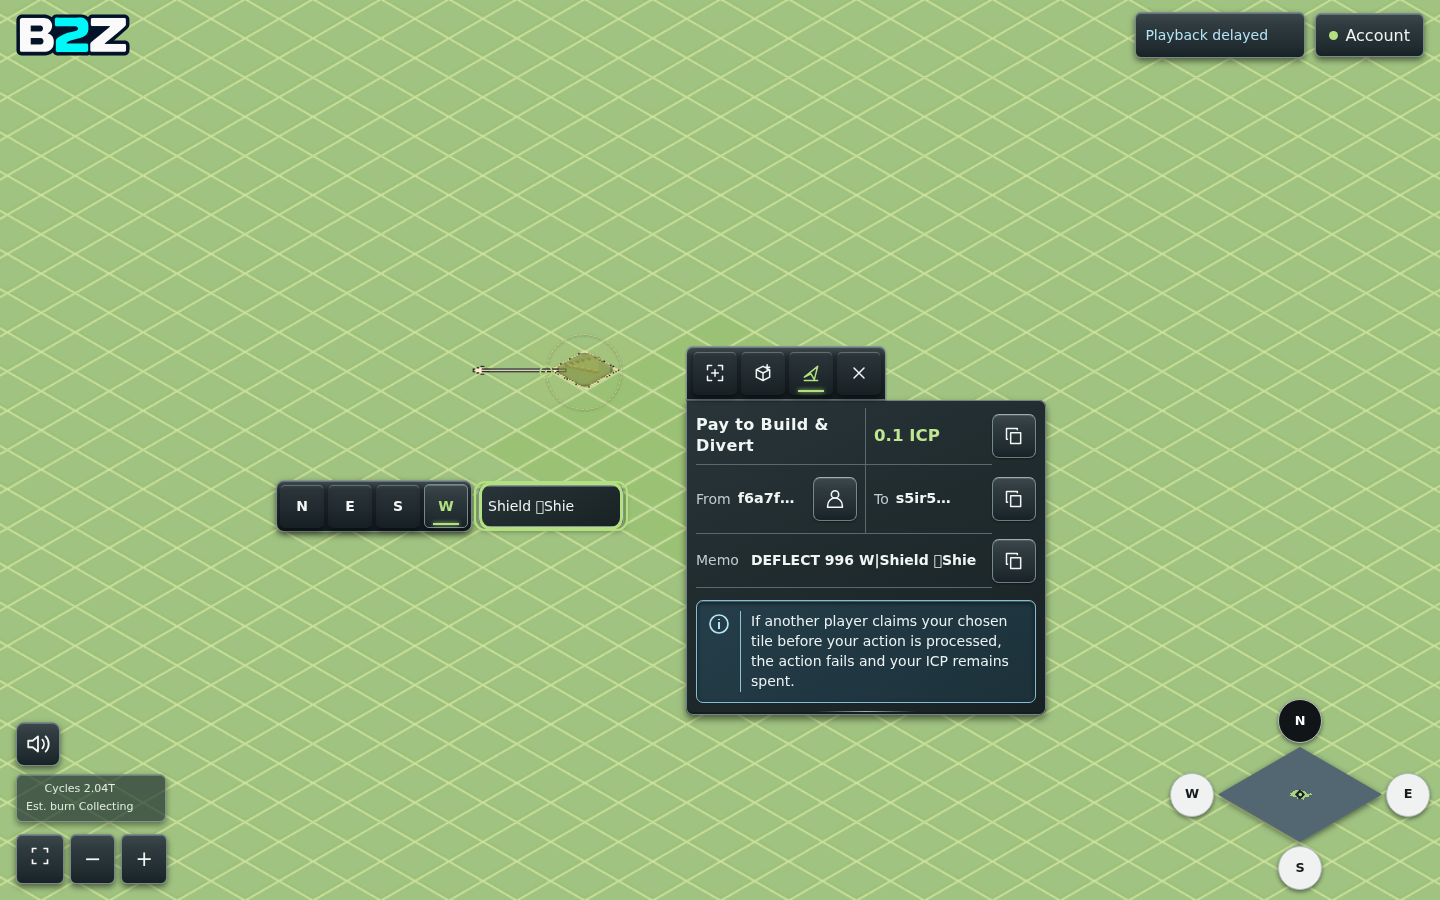 B2Z
Playback delayed
Account
Pay to Build &
Divert
0.1 ICP
From f6a7f...
To s5ir5...
N
E
S
W
Shield ▯Shie
Memo DEFLECT 996 W|Shield ▯Shie
If another player claims your chosen
tile before your action is processed,
the action fails and your ICP remains
spent.
Cycles 2.04T
Est. burn Collecting
N
W
E
S